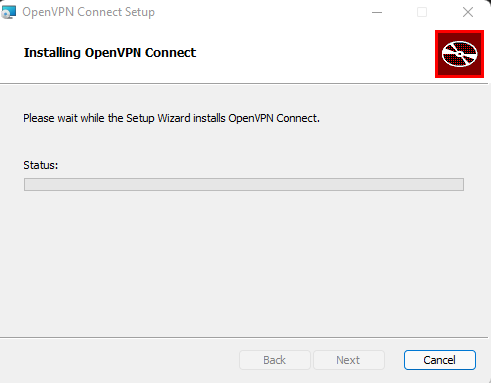 OpenVPN Connect Setup
Installing OpenVPN Connect
Please wait while the Setup Wizard installs OpenVPN Connect.
Status:
Back Next Cancel